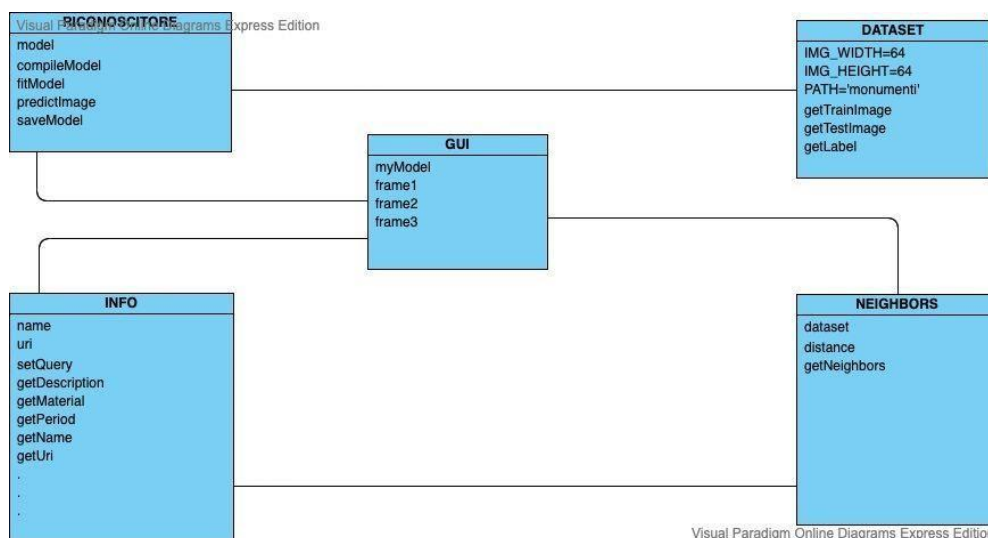 Visual Paradigm Online Diagrams Express Edition
RICONOSCITORE
model
compileModel
fitModel
predictImage
saveModel
DATASET
IMG_WIDTH=64
IMG_HEIGHT=64
PATH='monumenti'
getTrainImage
getTestImage
getLabel
GUI
myModel
frame1
frame2
frame3
INFO
name
uri
setQuery
getDescription
getMaterial
getPeriod
getName
getUri
.
.
.
NEIGHBORS
dataset
distance
getNeighbors
Visual Paradigm Online Diagrams Express Edition